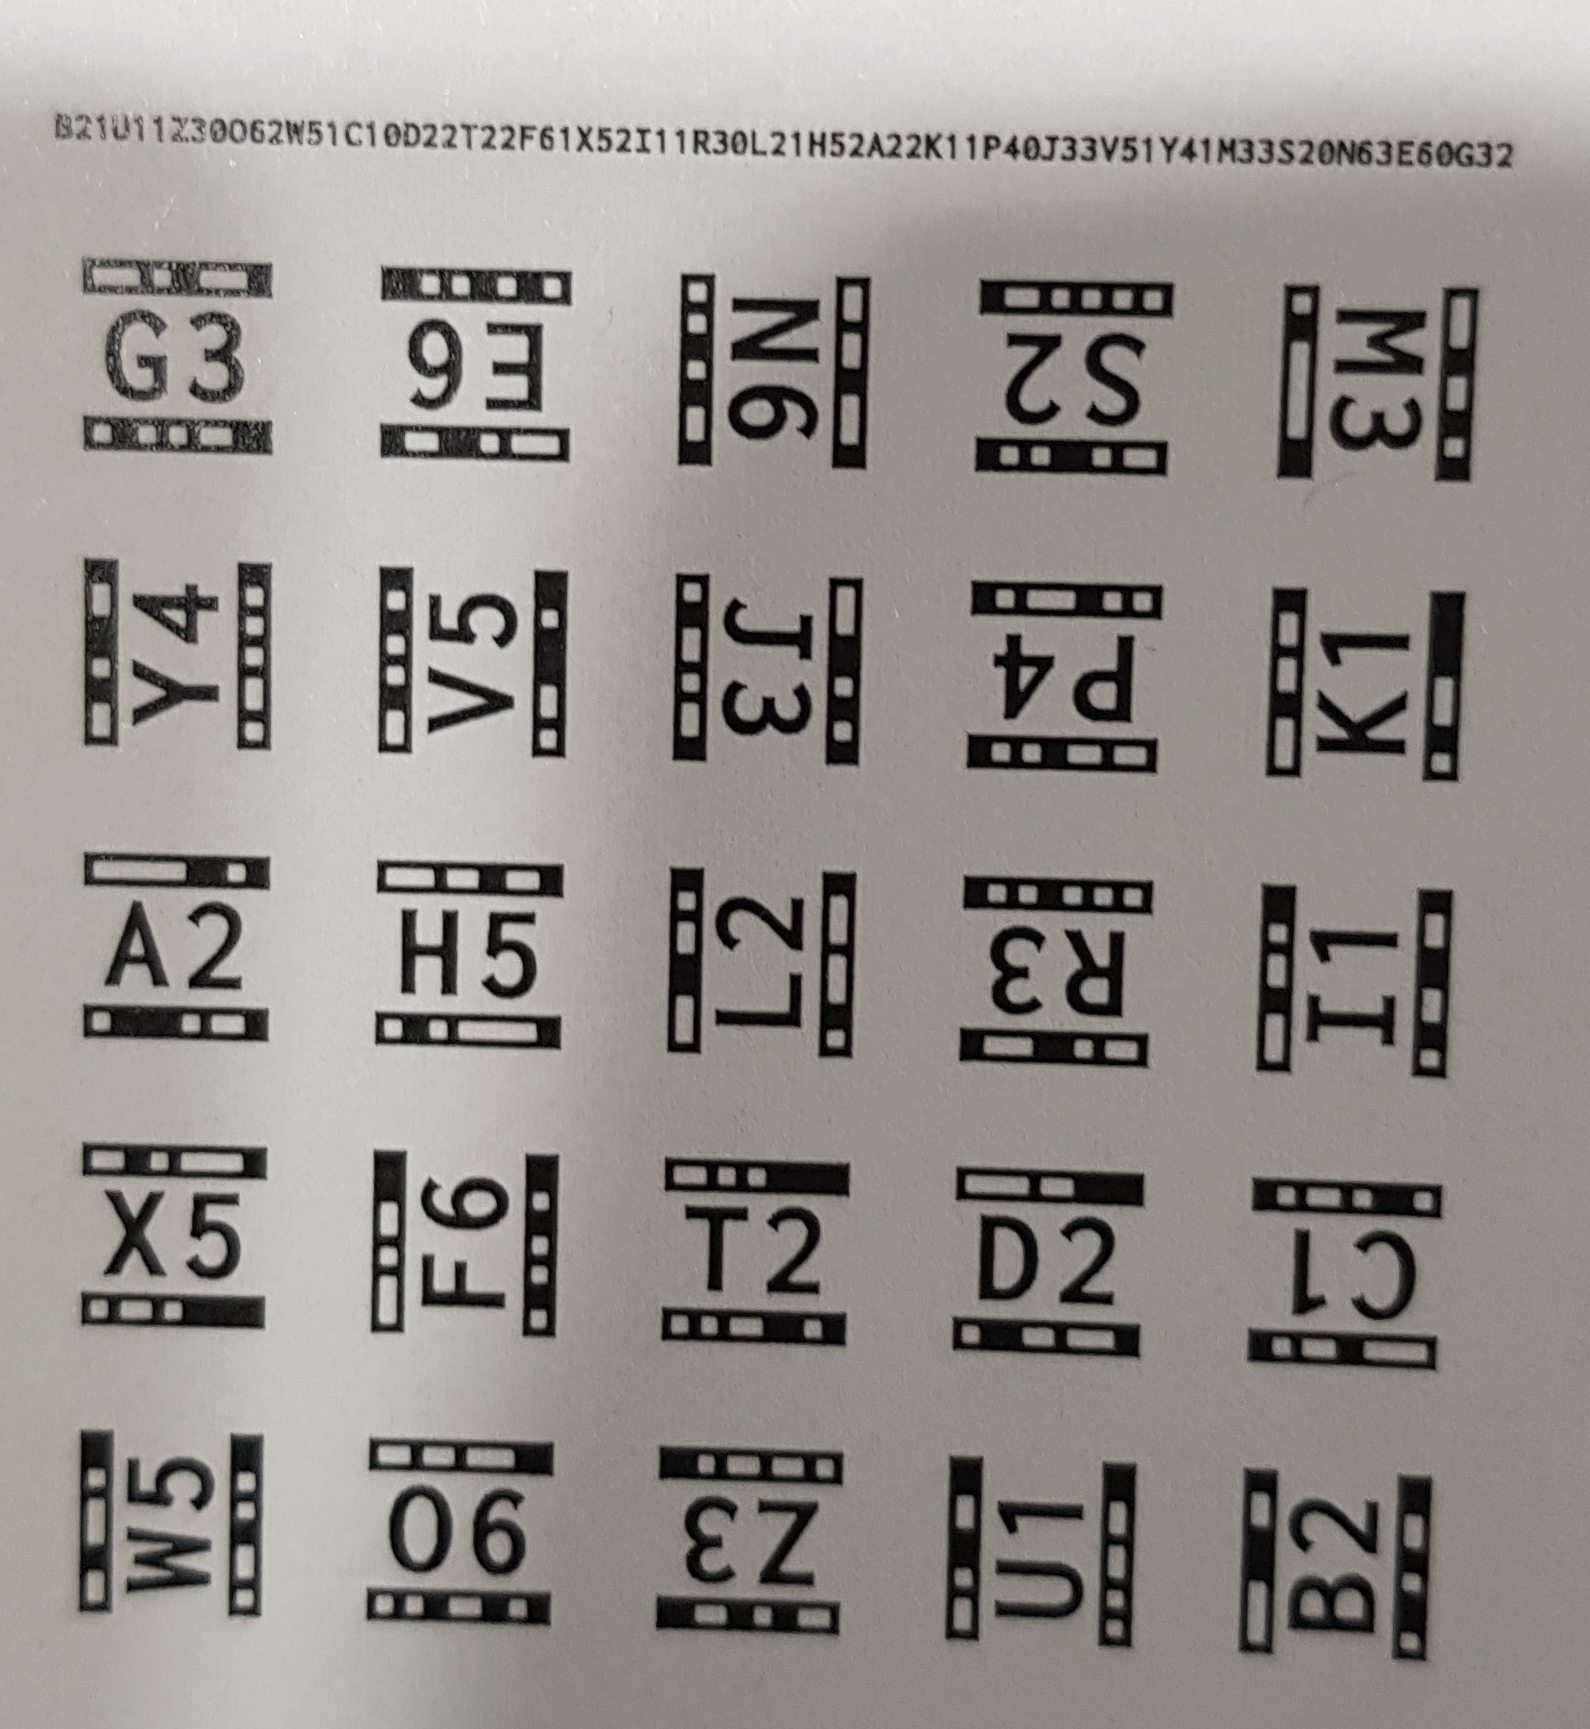 B21U11Z30O62W51C10D22T22F61X52I11R30L21H52A22K11P40J33V51Y41M33S20N63E60G32
G3 E6 N6 S2 M3
Y4 V5 J3 P4 K1
A2 H5 L2 R3 I1
X5 F6 T2 D2 C1
W5 O6 Z3 U1 B2